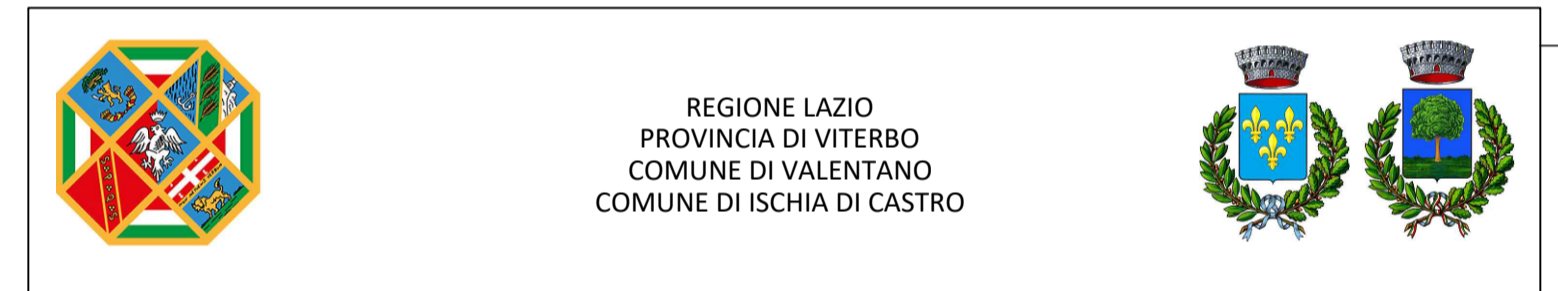 REGIONE LAZIO
PROVINCIA DI VITERBO
COMUNE DI VALENTANO
COMUNE DI ISCHIA DI CASTRO